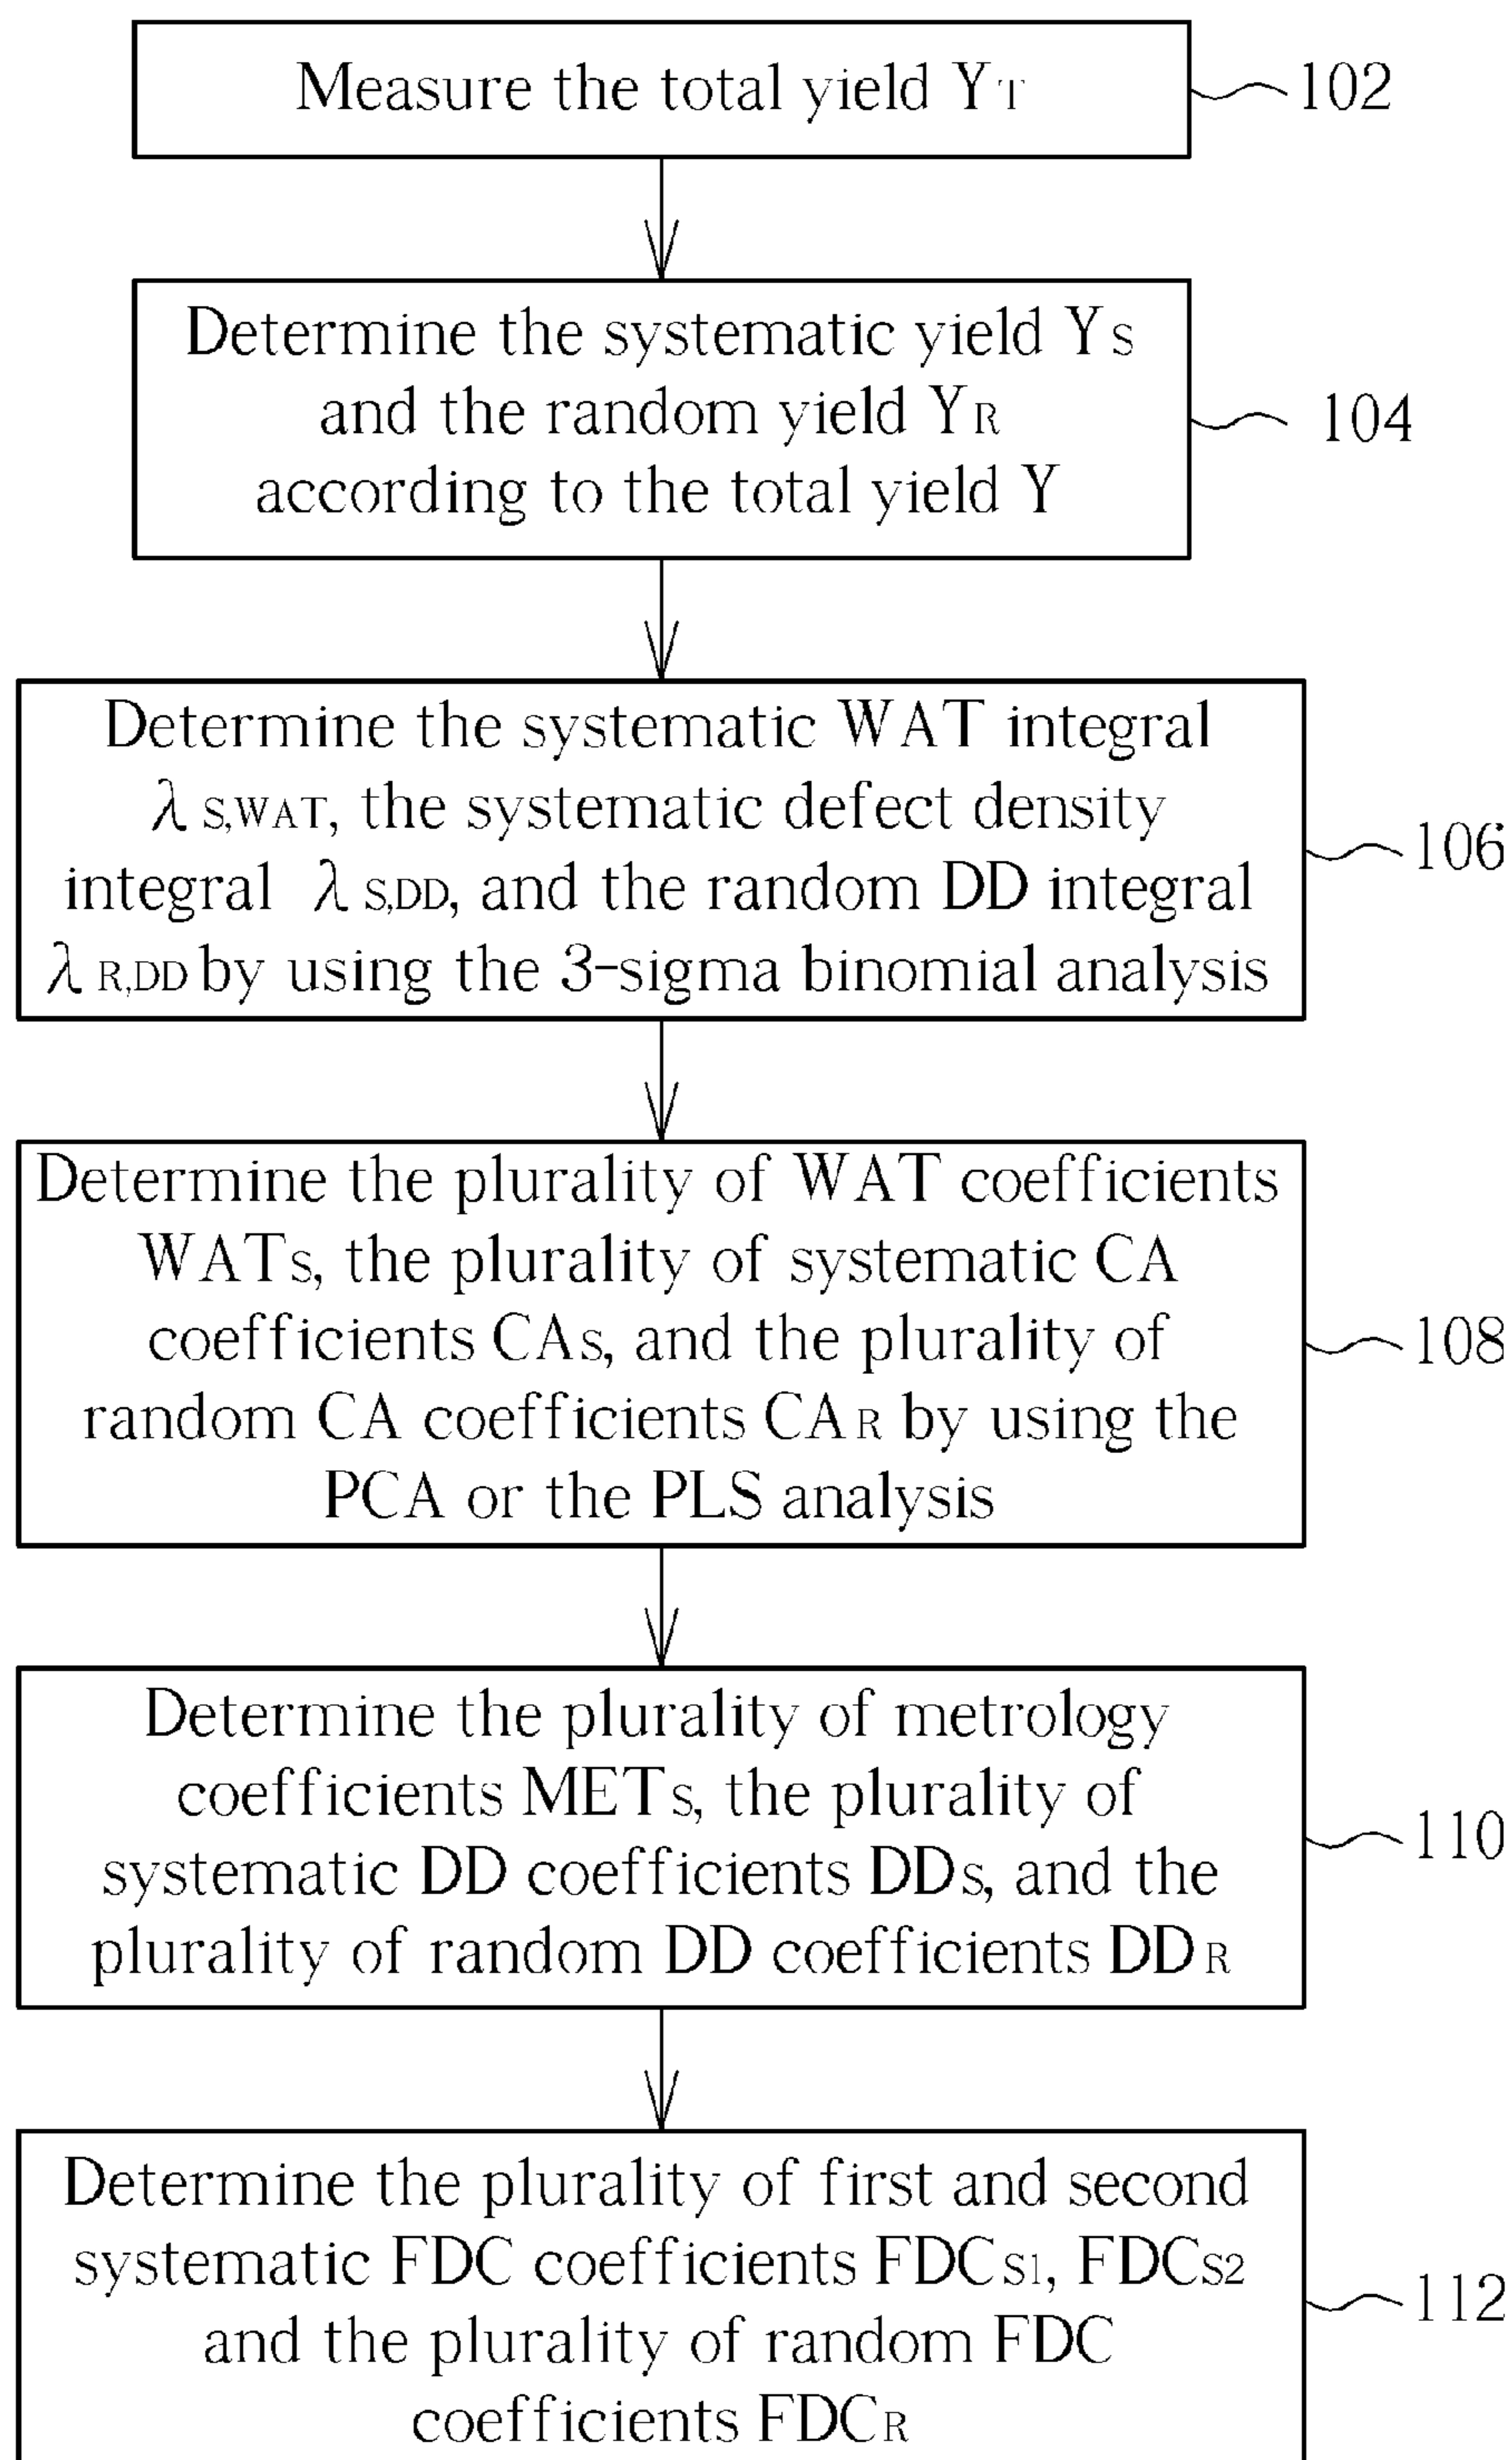 Measure the total yield YT
102
Determine the systematic yield YS
and the random yield YR
according to the total yield Y
104
Determine the systematic WAT integral
λS,WAT, the systematic defect density
integral λS,DD, and the random DD integral
λR,DD by using the 3-sigma binomial analysis
106
Determine the plurality of WAT coefficients
WATS, the plurality of systematic CA
coefficients CAS, and the plurality of
random CA coefficients CAR by using the
PCA or the PLS analysis
108
Determine the plurality of metrology
coefficients METS, the plurality of
systematic DD coefficients DDS, and the
plurality of random DD coefficients DDR
110
Determine the plurality of first and second
systematic FDC coefficients FDCS1, FDCS2
and the plurality of random FDC
coefficients FDCR
112